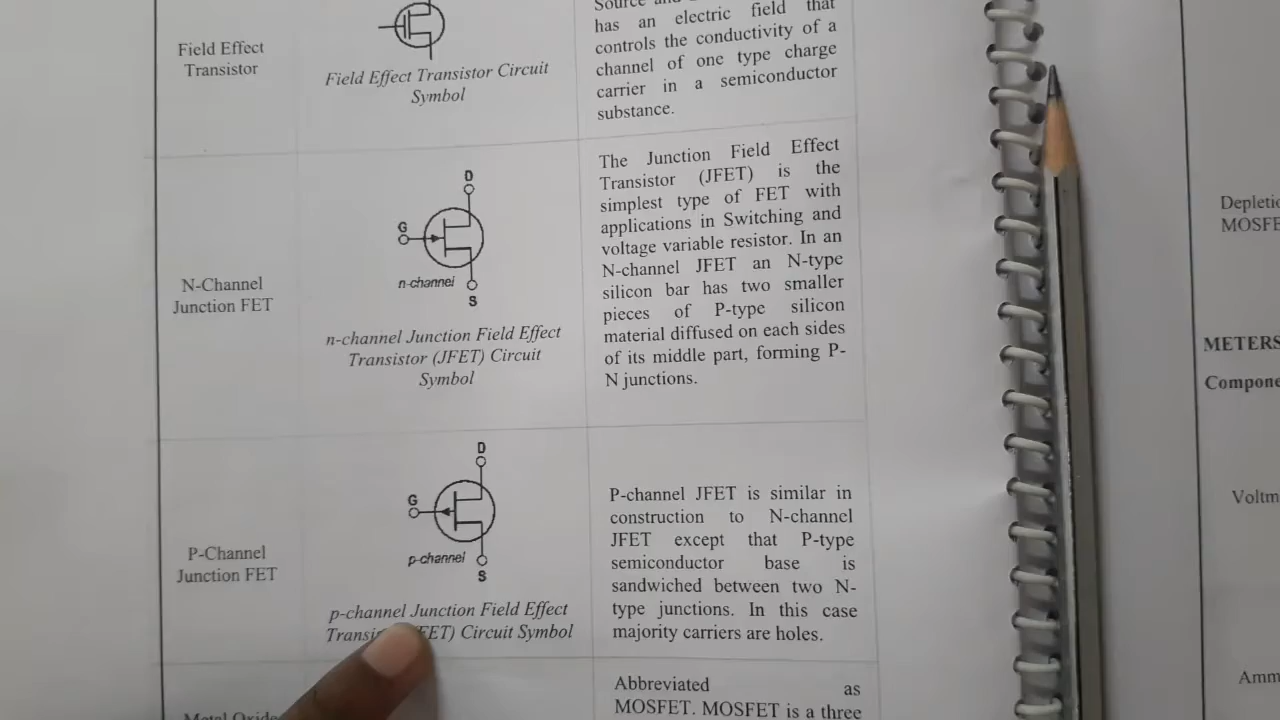 Field Effect
Transistor
Field Effect Transistor Circuit
Symbol
Source and
has an electric field that
controls the conductivity of a
channel of one type charge
carrier in a semiconductor
substance.
N-Channel
Junction FET
D
G
n-channel
S
n-channel Junction Field Effect
Transistor (JFET) Circuit
Symbol
The Junction Field Effect
Transistor (JFET) is the
simplest type of FET with
applications in Switching and
voltage variable resistor. In an
N-channel JFET an N-type
silicon bar has two smaller
pieces of P-type silicon
material diffused on each sides
of its middle part, forming P-
N junctions.
P-Channel
Junction FET
D
G
p-channel
S
p-channel Junction Field Effect
Circuit Symbol
P-channel JFET is similar in
construction to N-channel
JFET except that P-type
semiconductor base is
sandwiched between two N-
type junctions. In this case
majority carriers are holes.
Metal Oxide
Abbreviated as
MOSFET. MOSFET is a three
Depletio
MOSFE
METERS
Compone
Voltm
Amm